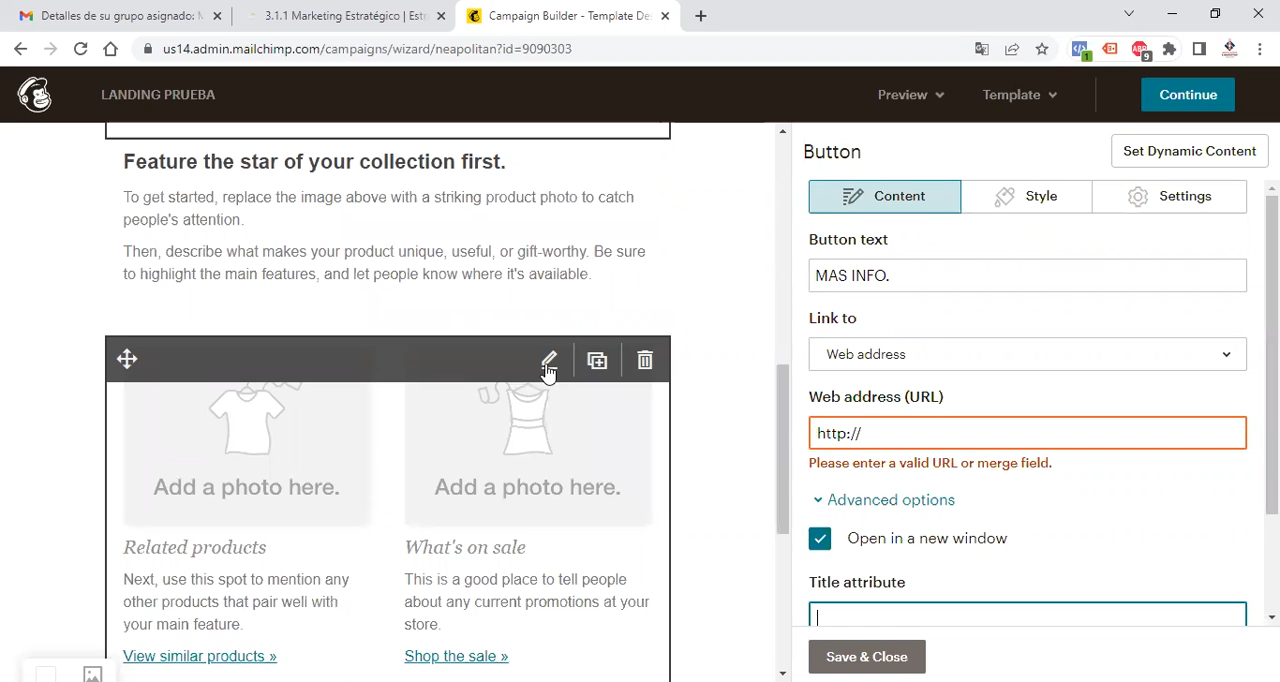 Detalles de su grupo asignado: M
3.1.1 Marketing Estratégico | Est
Campaign Builder - Template De
us14.admin.mailchimp.com/campaigns/wizard/neapolitan?id=9090303
1
ABP
9
LANDING PRUEBA
Preview
Template
Continue
Feature the star of your collection first.
To get started, replace the image above with a striking product photo to catch
people's attention.
Then, describe what makes your product unique, useful, or gift-worthy. Be sure
to highlight the main features, and let people know where it's available.
Add a photo here.
Add a photo here.
Related products
What's on sale
Next, use this spot to mention any
other products that pair well with
your main feature.
This is a good place to tell people
about any current promotions at your
store.
View similar products »
Shop the sale »
Button
Set Dynamic Content
Content
Style
Settings
Button text
MAS INFO.
Link to
Web address
Web address (URL)
http://
Please enter a valid URL or merge field.
Advanced options
Open in a new window
Title attribute
Save & Close